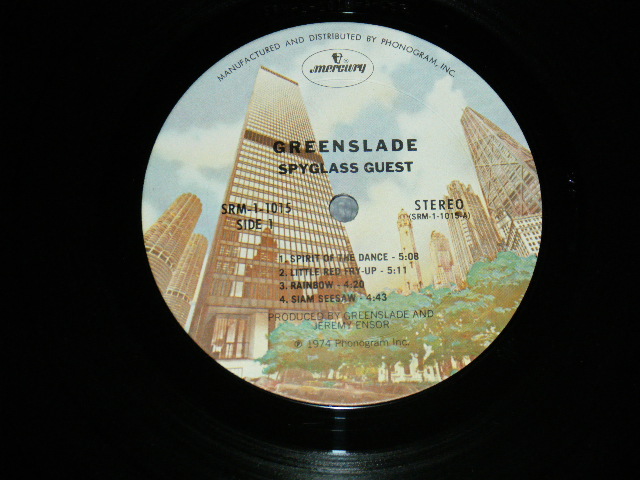 MANUFACTURED AND DISTRIBUTED BY PHONOGRAM, INC.
mercury
GREENSLADE
SPYGLASS GUEST
SRM-1-1015
SIDE 1
STEREO
(SRM-1-1015-A)
1. SPIRIT OF THE DANCE - 5:08
2. LITTLE RED FRY-UP - 5:11
3. RAINBOW - 4:20
4. SIAM SEESAW - 4:43
PRODUCED BY GREENSLADE AND
JEREMY ENSOR
℗ 1974 Phonogram Inc.